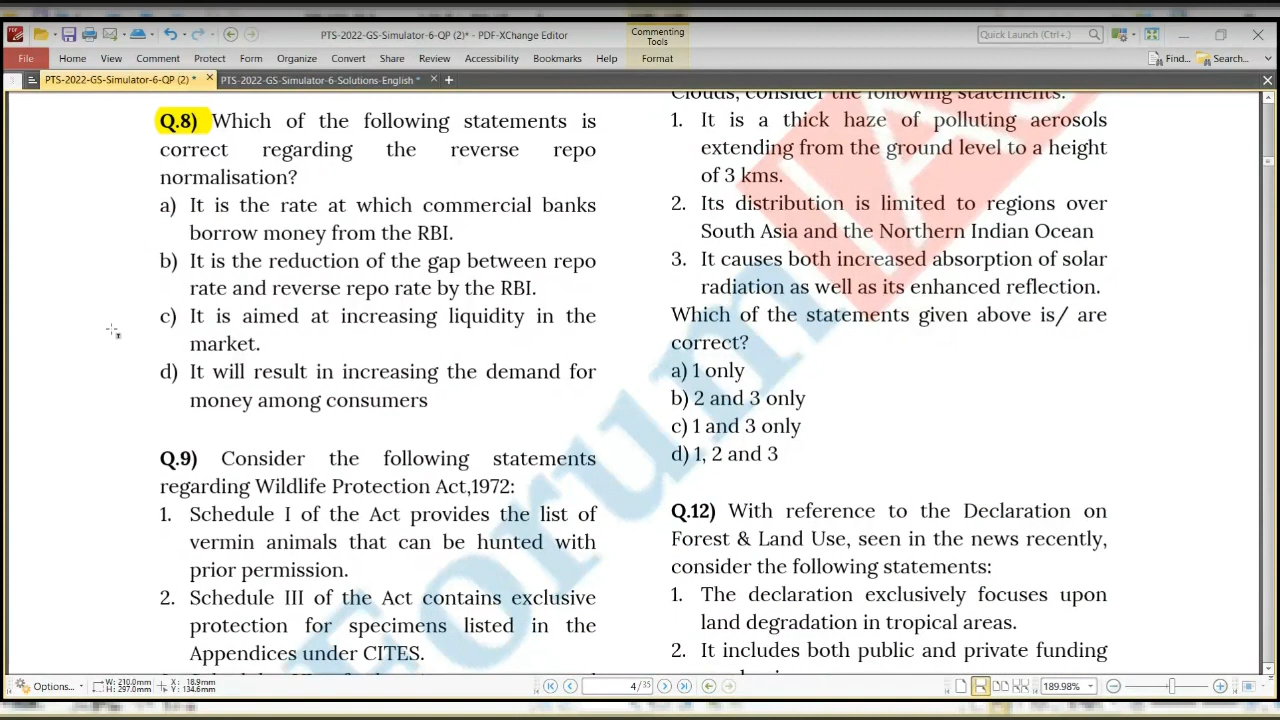 PTS-2022-GS-Simulator-6-QP (2)* - PDF-XChange Editor
Commenting Tools
Quick Launch (Ctrl+.)
File Home View Comment Protect Form Organize Convert Share Review Accessibility Bookmarks Help Format
Find... Search...
PTS-2022-GS-Simulator-6-QP (2) * × PTS-2022-GS-Simulator-6-Solutions-English * ×
Q.8) Which of the following statements is
correct regarding the reverse repo
normalisation?
a) It is the rate at which commercial banks
borrow money from the RBI.
b) It is the reduction of the gap between repo
rate and reverse repo rate by the RBI.
c) It is aimed at increasing liquidity in the
market.
d) It will result in increasing the demand for
money among consumers
Q.9) Consider the following statements
regarding Wildlife Protection Act,1972:
1. Schedule I of the Act provides the list of
vermin animals that can be hunted with
prior permission.
2. Schedule III of the Act contains exclusive
protection for specimens listed in the
Appendices under CITES.
Clouds, consider the following statements:
1. It is a thick haze of polluting aerosols
extending from the ground level to a height
of 3 kms.
2. Its distribution is limited to regions over
South Asia and the Northern Indian Ocean
3. It causes both increased absorption of solar
radiation as well as its enhanced reflection.
Which of the statements given above is/ are
correct?
a) 1 only
b) 2 and 3 only
c) 1 and 3 only
d) 1, 2 and 3
Q.12) With reference to the Declaration on
Forest & Land Use, seen in the news recently,
consider the following statements:
1. The declaration exclusively focuses upon
land degradation in tropical areas.
2. It includes both public and private funding
Forum IAS
Options...
W: 210.0mm
H: 297.0mm
X: 18.9mm
Y: 134.6mm
4 / 35
189.98%